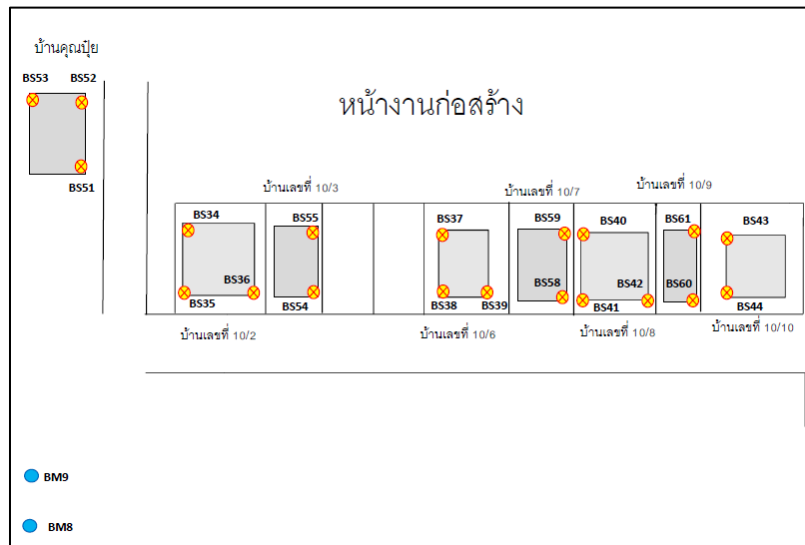 บ้านคุณปุ้ย
BS53 BS52
BS51
หน้างานก่อสร้าง
บ้านเลขที่ 10/3
บ้านเลขที่ 10/7
บ้านเลขที่ 10/9
BS34
BS55
BS37
BS59
BS40
BS61
BS43
BS36
BS58
BS42
BS60
BS35
BS54
BS38
BS39
BS41
BS44
บ้านเลขที่ 10/2
บ้านเลขที่ 10/6
บ้านเลขที่ 10/8
บ้านเลขที่ 10/10
BM9
BM8